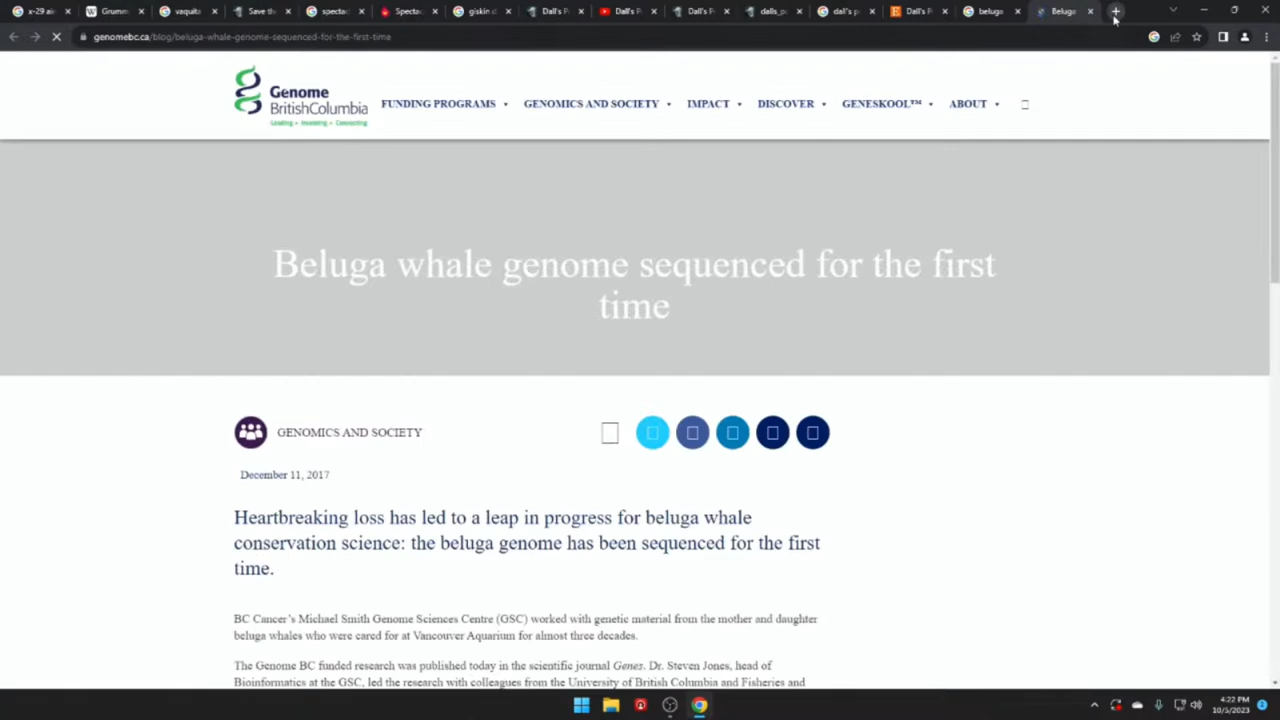 x-29 ai
Grumm
vaquita
Save th
spectac
Spectac
giskin d
Dall's P
Dall's P
Dall's P
dalls_po
dall's p
Dall's P
beluga
Beluga
genomebc.ca/blog/beluga-whale-genome-sequenced-for-the-first-time
Genome
BritishColumbia
Leading • Investing • Connecting
FUNDING PROGRAMS
GENOMICS AND SOCIETY
IMPACT
DISCOVER
GENESKOOL™
ABOUT
Beluga whale genome sequenced for the first
time
GENOMICS AND SOCIETY
December 11, 2017
Heartbreaking loss has led to a leap in progress for beluga whale
conservation science: the beluga genome has been sequenced for the first
time.
BC Cancer's Michael Smith Genome Sciences Centre (GSC) worked with genetic material from the mother and daughter
beluga whales who were cared for at Vancouver Aquarium for almost three decades.
The Genome BC funded research was published today in the scientific journal Genes. Dr. Steven Jones, head of
Bioinformatics at the GSC, led the research with colleagues from the University of British Columbia and Fisheries and
4:22 PM
10/5/2023